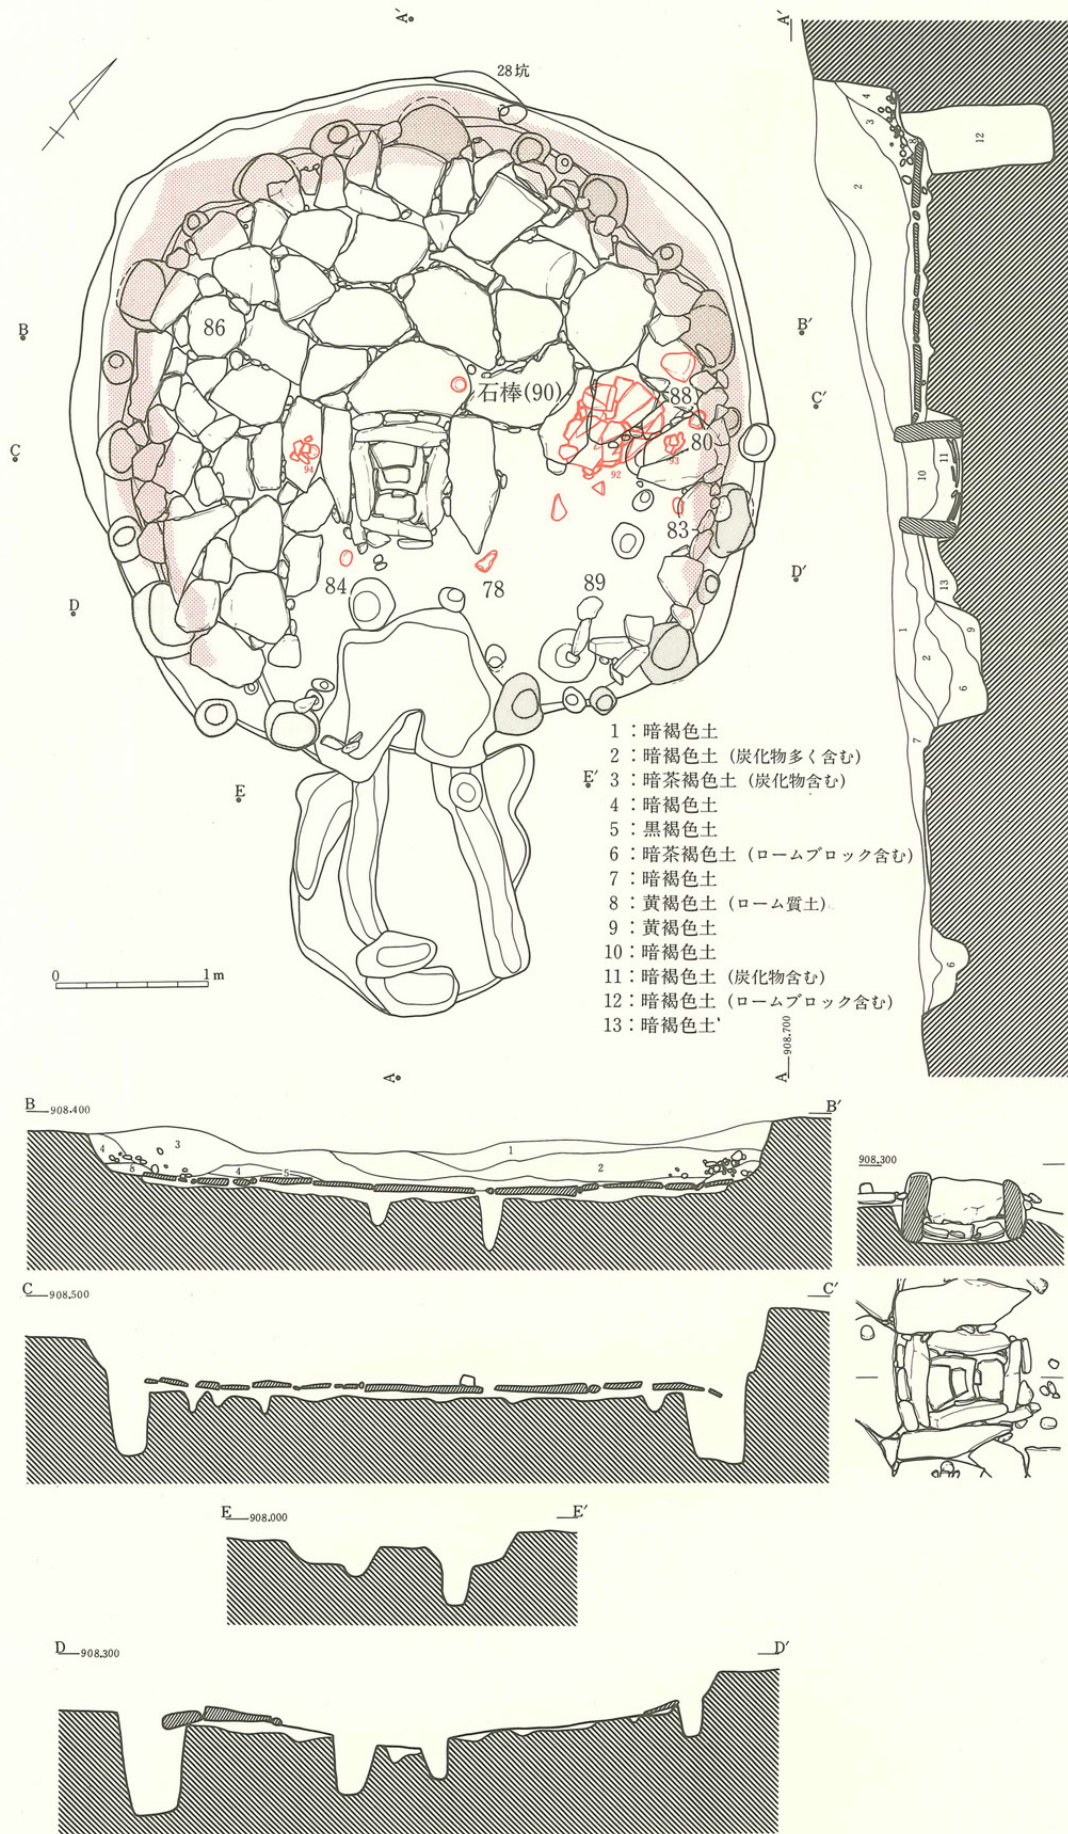 A′
A′
28坑
4
3
8
12
2
B
B′
86
石棒(90)
88
C
C′
80
94
92
93
10
11
83
84
78
89
D
D′
13
1
9
2
6
7
E
E′
1：暗褐色土
2：暗褐色土 (炭化物多く含む)
3：暗茶褐色土 (炭化物含む)
4：暗褐色土
5：黒褐色土
6：暗茶褐色土 (ロームブロック含む)
7：暗褐色土
8：黄褐色土 (ローム質土)
9：黄褐色土
10：暗褐色土
11：暗褐色土 (炭化物含む)
12：暗褐色土 (ロームブロック含む)
13：暗褐色土
6
0 1m
A
A 908.700
B 908.400 B′
4 3 8 4 5 1 2
908.300
C 908.500 C′
E 908.000 E′
D 908.300 D′